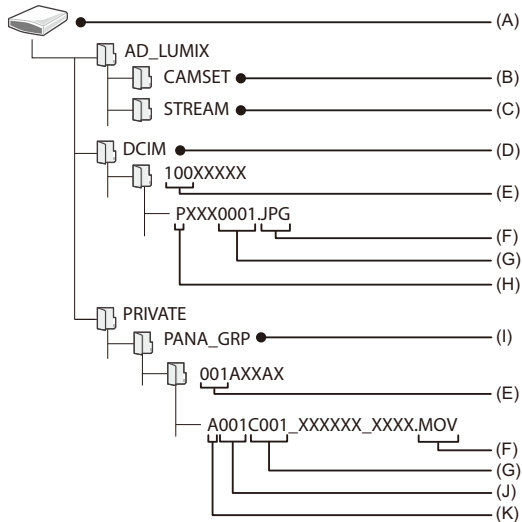 (A)
AD_LUMIX
CAMSET (B)
STREAM (C)
DCIM (D)
100XXXXX
(E)
PXXX0001.JPG
(F)
(G)
(H)
PRIVATE
PANA_GRP (I)
001AXXAX
(E)
A001C001_XXXXXX_XXXX.MOV
(F)
(G)
(J)
(K)